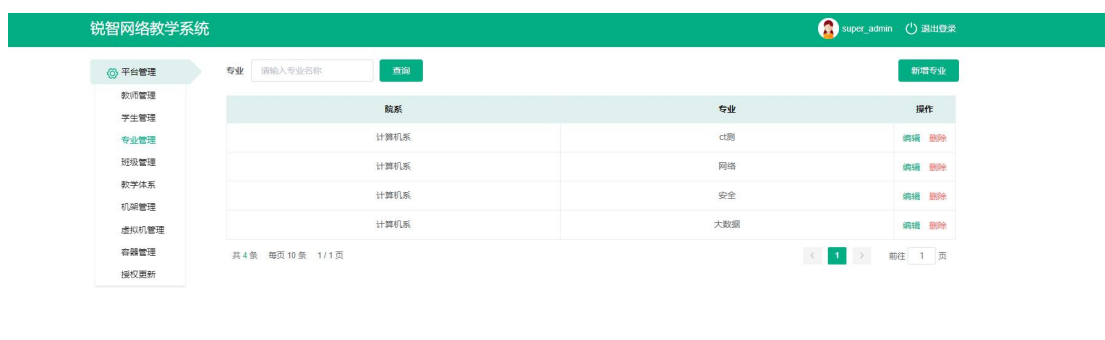 锐智网络教学系统 super_admin 退出登录
平台管理
教师管理
学生管理
专业管理
班级管理
教学体系
机架管理
虚拟机管理
容器管理
授权更新
专业 请输入专业名称 查询 新增专业
院系 专业 操作
计算机系 ct测 编辑 删除
计算机系 网络 编辑 删除
计算机系 安全 编辑 删除
计算机系 大数据 编辑 删除
共 4 条 每页 10 条 1 / 1 页 < 1 > 前往 1 页